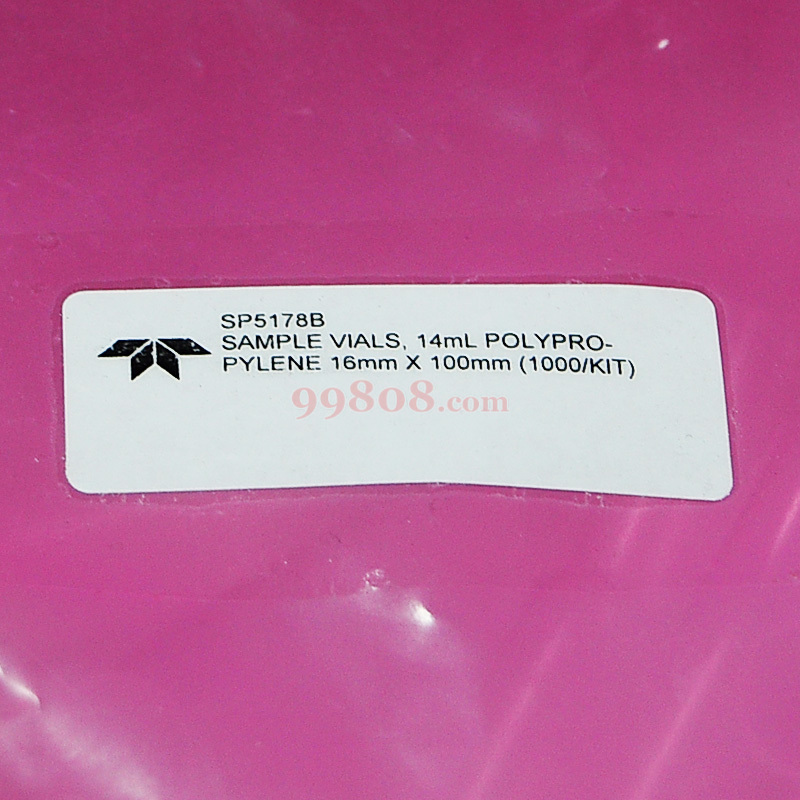 SP5178B
SAMPLE VIALS, 14mL POLYPRO-
PYLENE 16mm X 100mm (1000/KIT)
99808.com